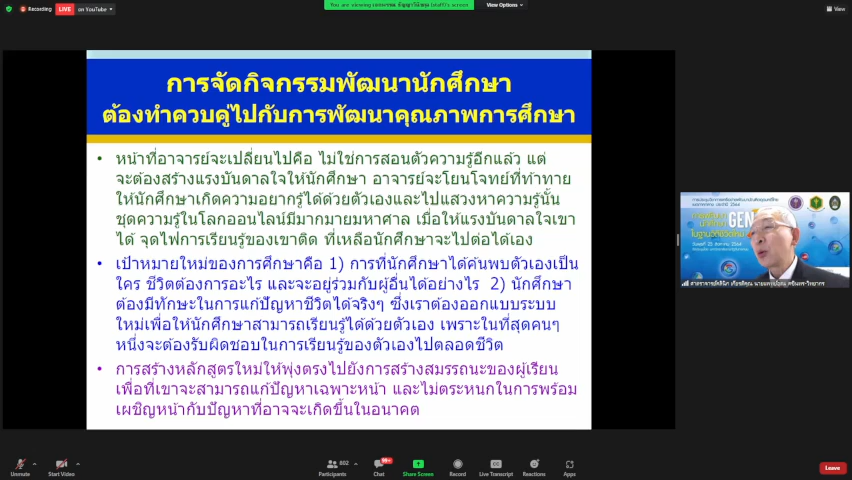 Recording
LIVE
on YouTube
You are viewing
screen
View Options
View
การจัดกิจกรรมพัฒนานักศึกษา
ต้องทำควบคู่ไปกับการพัฒนาคุณภาพการศึกษา
• หน้าที่อาจารย์จะเปลี่ยนไปคือ ไม่ใช่การสอนตัวความรู้อีกแล้ว แต่
จะต้องสร้างแรงบันดาลใจให้นักศึกษา อาจารย์จะโยนโจทย์ที่ท้าทาย
ให้นักศึกษาเกิดความอยากรู้ได้ด้วยตัวเองและไปแสวงหาความรู้นั้น
ชุดความรู้ในโลกออนไลน์มีมากมายมหาศาล เมื่อให้แรงบันดาลใจเขา
ได้ จุดไฟการเรียนรู้ของเขาติด ที่เหลือนักศึกษาจะไปต่อได้เอง
• เป้าหมายใหม่ของการศึกษาคือ 1) การที่นักศึกษาได้ค้นพบตัวเองเป็น
ใคร ชีวิตต้องการอะไร และจะอยู่ร่วมกับผู้อื่นได้อย่างไร 2) นักศึกษา
ต้องมีทักษะในการแก้ปัญหาชีวิตได้จริงๆ ซึ่งเราต้องออกแบบระบบ
ใหม่เพื่อให้นักศึกษาสามารถเรียนรู้ได้ด้วยตัวเอง เพราะในที่สุดคนๆ
หนึ่งจะต้องรับผิดชอบในการเรียนรู้ของตัวเองไปตลอดชีวิต
• การสร้างหลักสูตรใหม่ให้พุ่งตรงไปยังการสร้างสมรรถนะของผู้เรียน
เพื่อที่เขาจะสามารถแก้ปัญหาเฉพาะหน้า และไม่ตระหนกในการพร้อม
เผชิญหน้ากับปัญหาที่อาจจะเกิดขึ้นในอนาคต
GEN
Unmute
Start Video
802
Participants
99+
Chat
Share Screen
Record
Live Transcript
Reactions
Apps
Leave